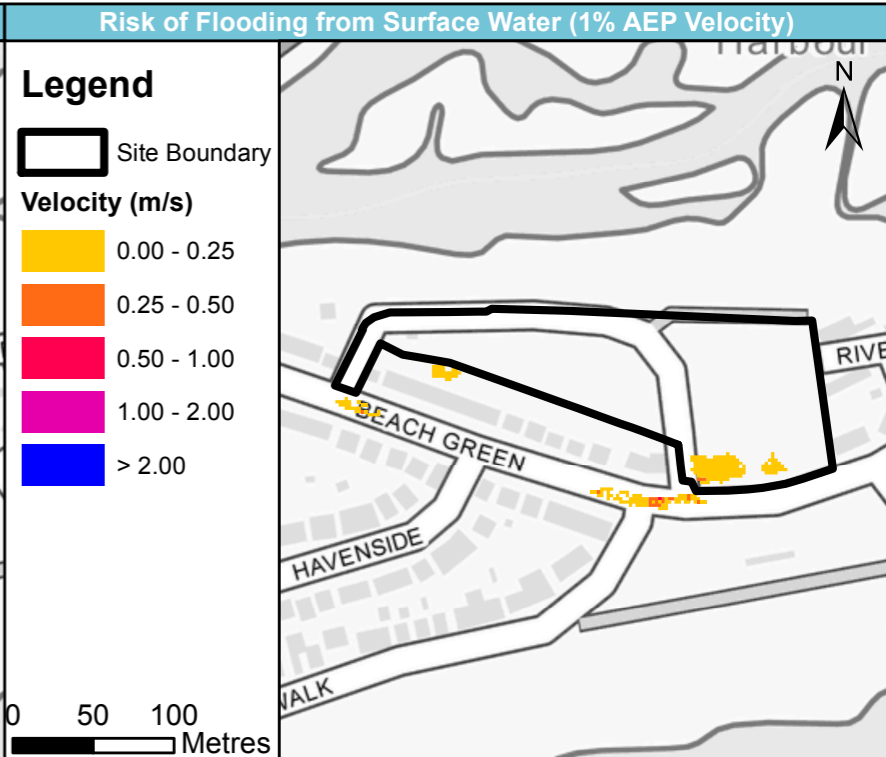 Risk of Flooding from Surface Water (1% AEP Velocity)
Legend
Site Boundary
Velocity (m/s)
0.00 - 0.25
0.25 - 0.50
0.50 - 1.00
1.00 - 2.00
> 2.00
0 50 100
Metres
Harbour
N
RIVE
BEACH GREEN
HAVENSIDE
WALK